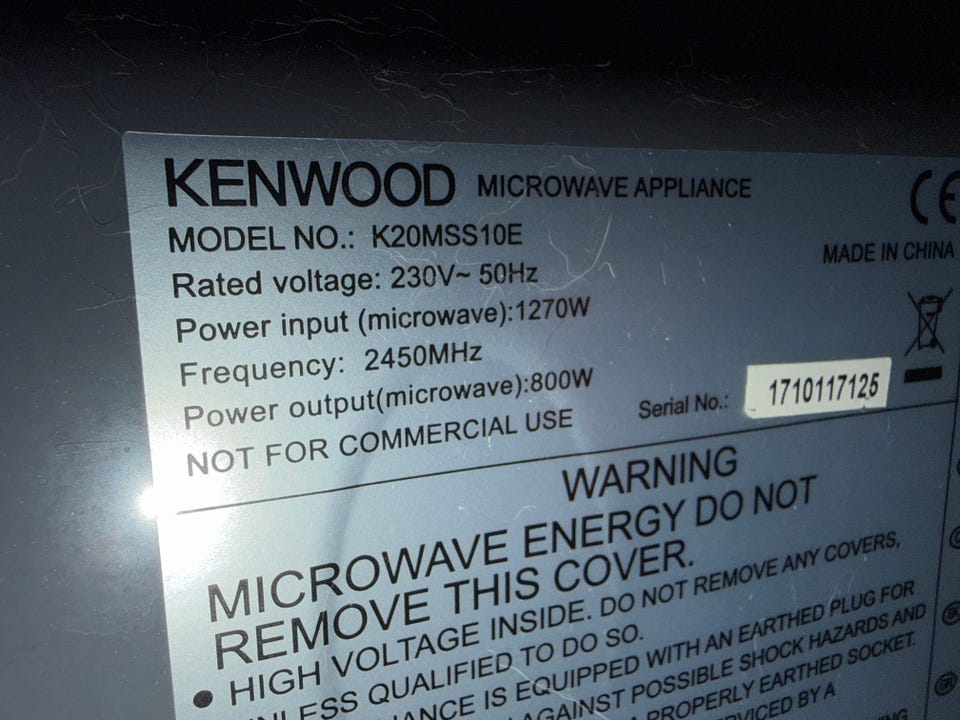 KENWOOD MICROWAVE APPLIANCE CE
MODEL NO.: K20MSS10E
MADE IN CHINA
Rated voltage: 230V~ 50Hz
Power input (microwave):1270W
Frequency: 2450MHz
Power output(microwave):800W
Serial No.: 1710117125
NOT FOR COMMERCIAL USE
WARNING
MICROWAVE ENERGY DO NOT
REMOVE THIS COVER.
● HIGH VOLTAGE INSIDE. DO NOT REMOVE ANY COVERS,
QUALIFIED TO DO SO.
IS EQUIPPED WITH AN EARTHED PLUG FOR
AGAINST POSSIBLE SHOCK HAZARDS AND
PROPERLY EARTHED SOCKET.
BY A